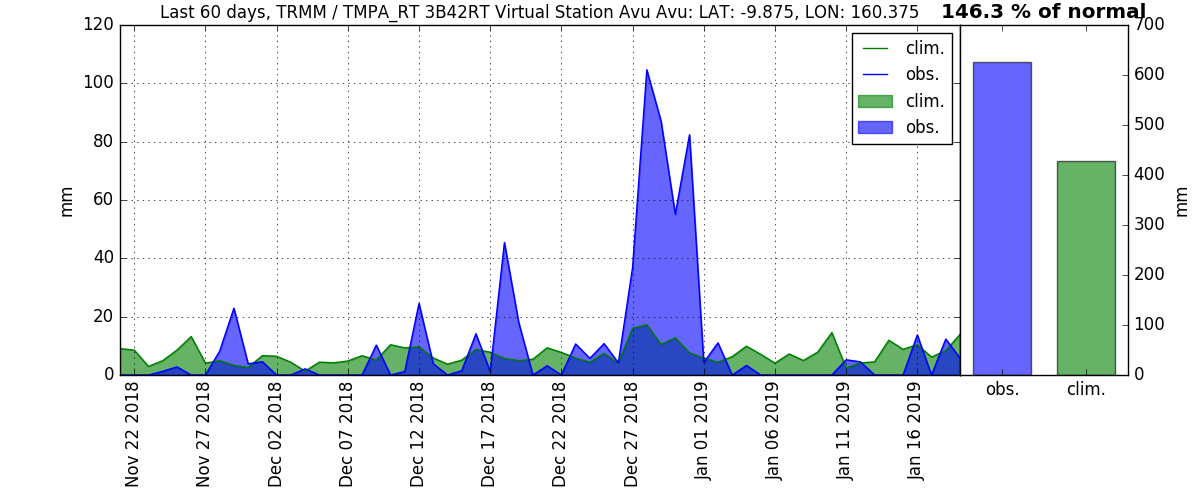 Last 60 days, TRMM / TMPA_RT 3B42RT Virtual Station Avu Avu: LAT: -9.875, LON: 160.375
146.3 % of normal
120
100
80
60
40
20
0
mm
clim.
obs.
clim.
obs.
Nov 22 2018
Nov 27 2018
Dec 02 2018
Dec 07 2018
Dec 12 2018
Dec 17 2018
Dec 22 2018
Dec 27 2018
Jan 01 2019
Jan 06 2019
Jan 11 2019
Jan 16 2019
700
600
500
400
300
200
100
0
mm
obs.
clim.